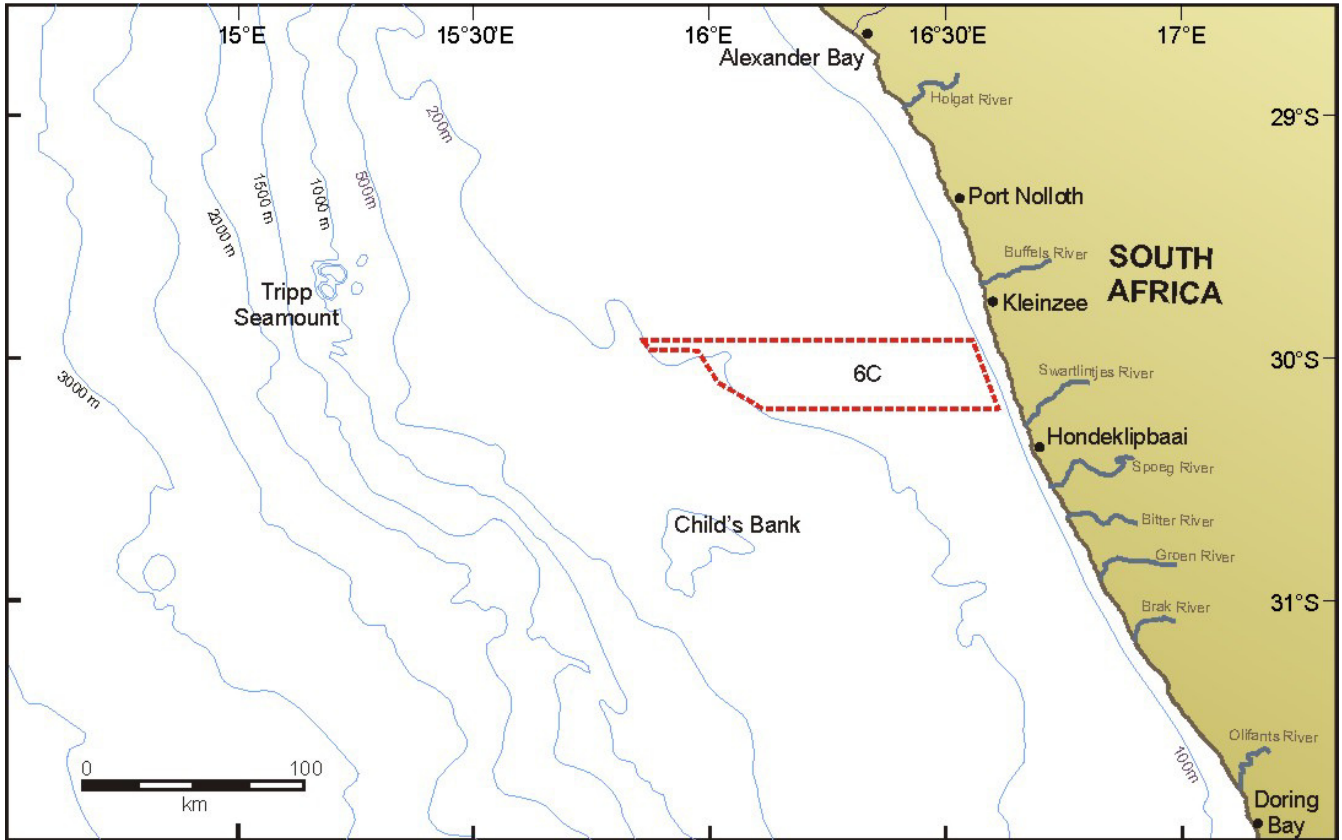 15°E
15°30'E
16°E
16°30'E
17°E
Alexander Bay
Holgat River
200m
29°S
500m
1000 m
1500 m
2000 m
Port Nolloth
Buffels River
SOUTH
AFRICA
Kleinzee
Tripp
Seamount
3000 m
30°S
6C
Swartlintjes River
Hondeklipbaai
Spoeg River
Child's Bank
Bitter River
Groen River
31°S
Brak River
Olifants River
100m
0
100
km
Doring
Bay